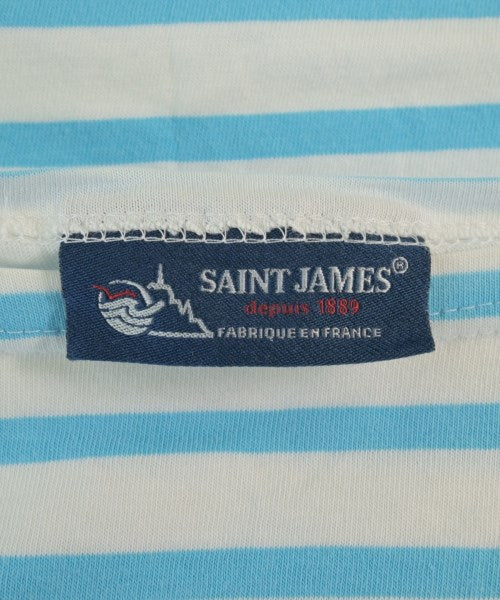 SAINT JAMES®
depuis 1889
FABRIQUE EN FRANCE